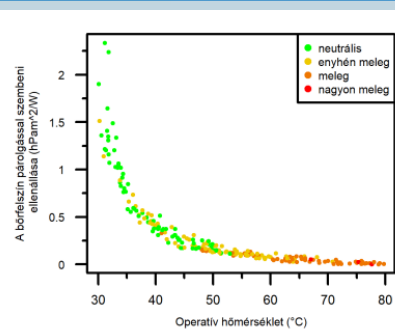 neutrális
enyhén meleg
meleg
nagyon meleg
A bőrfelszín párolgással szembeni
ellenállása (hPam^2/W)
2
1.5
1
0.5
0
30
40
50
60
70
80
Operatív hőmérséklet (°C)